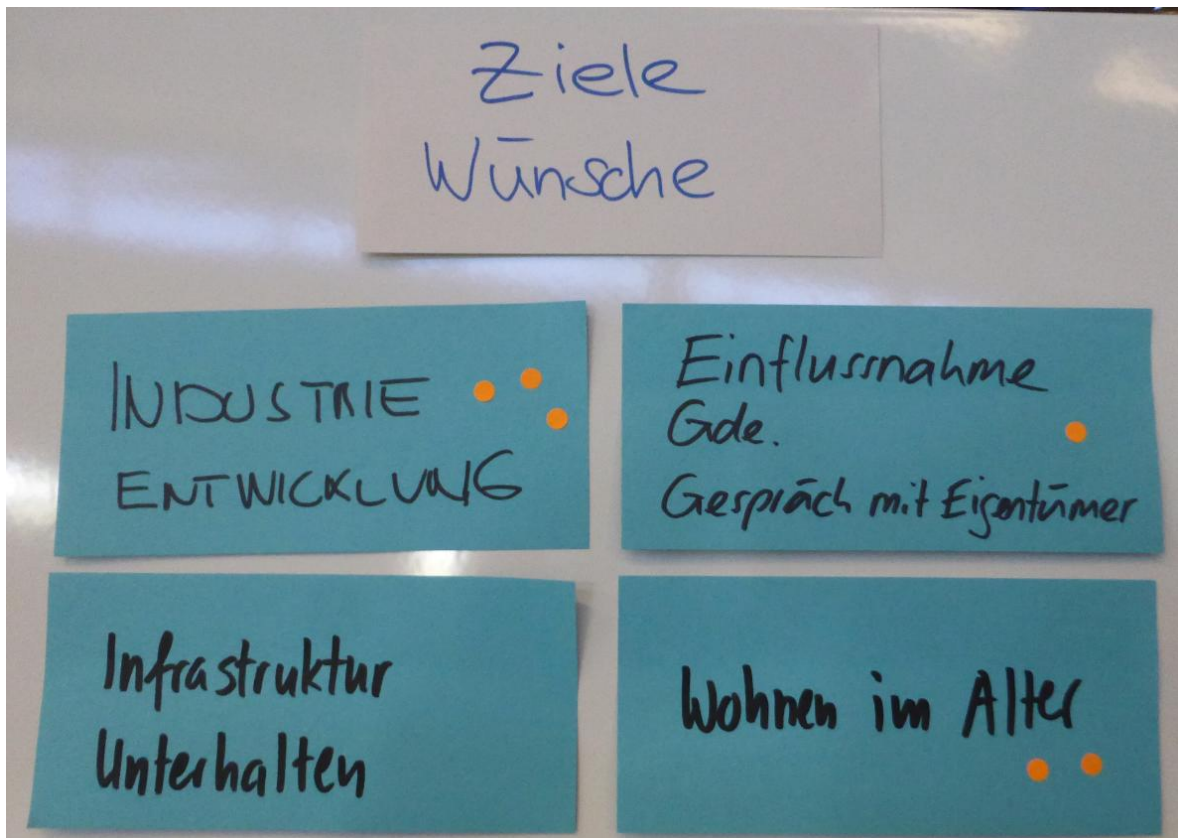 Ziele
Wünsche
INDUSTRIE
ENTWICKLUNG
Einflussnahme
Gde.
Gespräch mit Eigentümer
Infrastruktur
Unterhalten
Wohnen im Alter